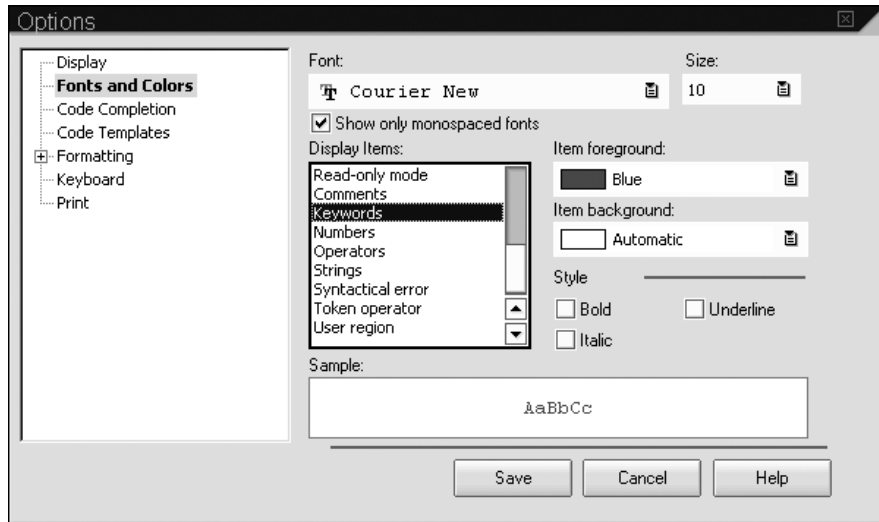 Options
Display
Fonts and Colors
Code Completion
Code Templates
Formatting
Keyboard
Print
Font:
Size:
Courier New
10
Show only monospaced fonts
Display Items:
Read-only mode
Comments
Keywords
Numbers
Operators
Strings
Syntactical error
Token operator
User region
Item foreground:
Blue
Item background:
Automatic
Style
Bold
Underline
Italic
Sample:
AaBbCc
Save
Cancel
Help